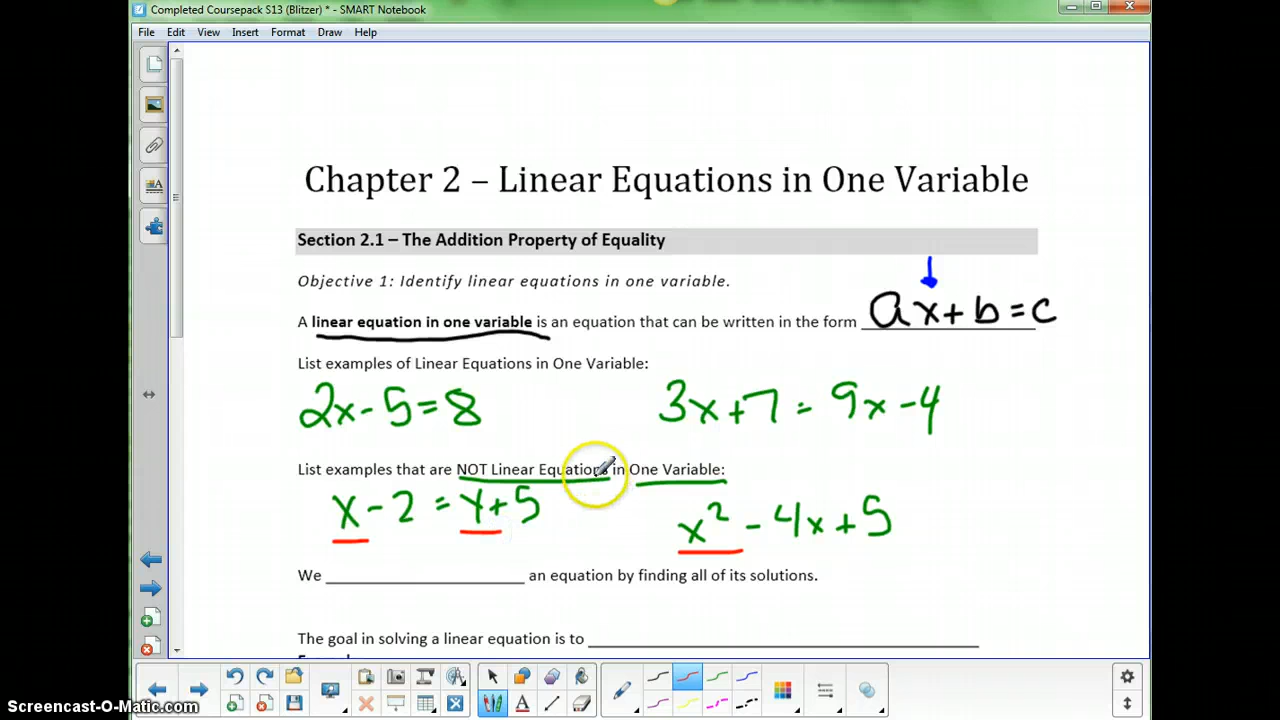 Completed Coursepack S13 (Blitzer) * - SMART Notebook
File Edit View Insert Format Draw Help
Chapter 2 – Linear Equations in One Variable
Section 2.1 – The Addition Property of Equality
Objective 1: Identify linear equations in one variable.
A linear equation in one variable is an equation that can be written in the form ax+b=c
List examples of Linear Equations in One Variable:
2x-5=8 3x+7=9x-4
List examples that are NOT Linear Equations in One Variable:
x-2=y+5 x²-4x+5
We ____________________ an equation by finding all of its solutions.
The goal in solving a linear equation is to ____________________
Screencast-O-Matic.com